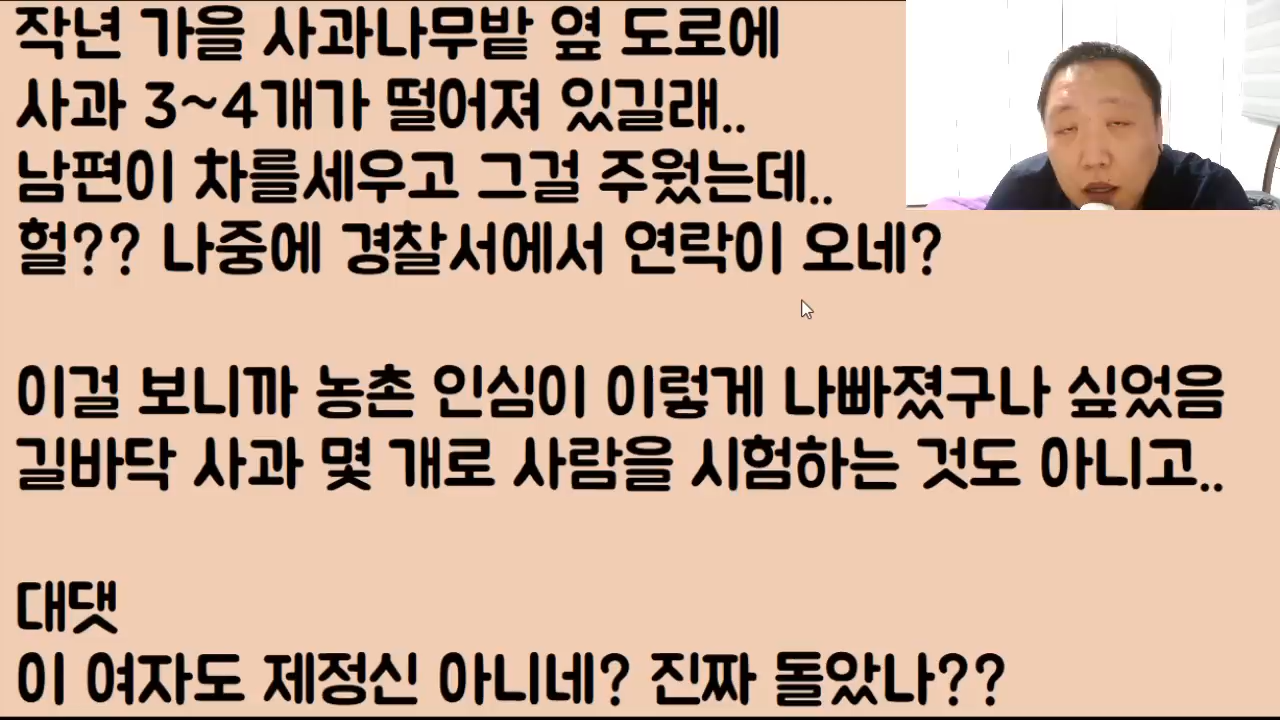 작년 가을 사과나무밭 옆 도로에
사과 3~4개가 떨어져 있길래..
남편이 차를세우고 그걸 주웠는데..
헐?? 나중에 경찰서에서 연락이 오네?
이걸 보니까 농촌 인심이 이렇게 나빠졌구나 싶었음
길바닥 사과 몇 개로 사람을 시험하는 것도 아니고..
대댓
이 여자도 제정신 아니네? 진짜 돌았나??